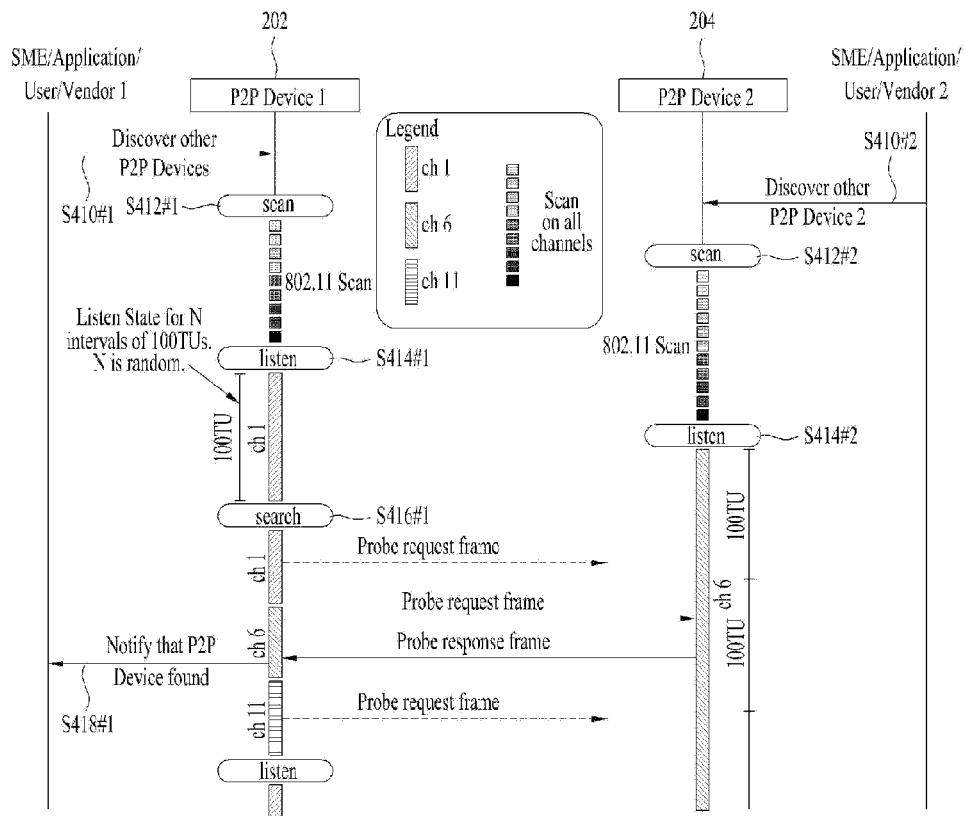 202
204
SME/Application/
User/Vendor 1
SME/Application/
User/Vendor 2
P2P Device 1
P2P Device 2
Legend
ch 1
ch 6
ch 11
Scan
on all
channels
Discover other
P2P Devices
S410#1
S410#2
Discover other
P2P Device 2
S412#1
scan
scan
S412#2
802.11 Scan
802.11 Scan
Listen State for N
intervals of 100TUs.
N is random.
listen
S414#1
listen
S414#2
100TU
ch 1
search
S416#1
100TU
ch 6
100TU
ch 1
Probe request frame
Probe request frame
ch 6
Probe response frame
Notify that P2P
Device found
S418#1
ch 11
Probe request frame
listen